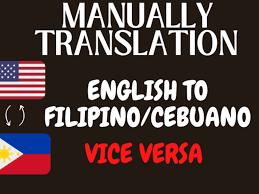 MANUALLY
TRANSLATION
ENGLISH TO
FILIPINO/CEBUANO
VICE VERSA